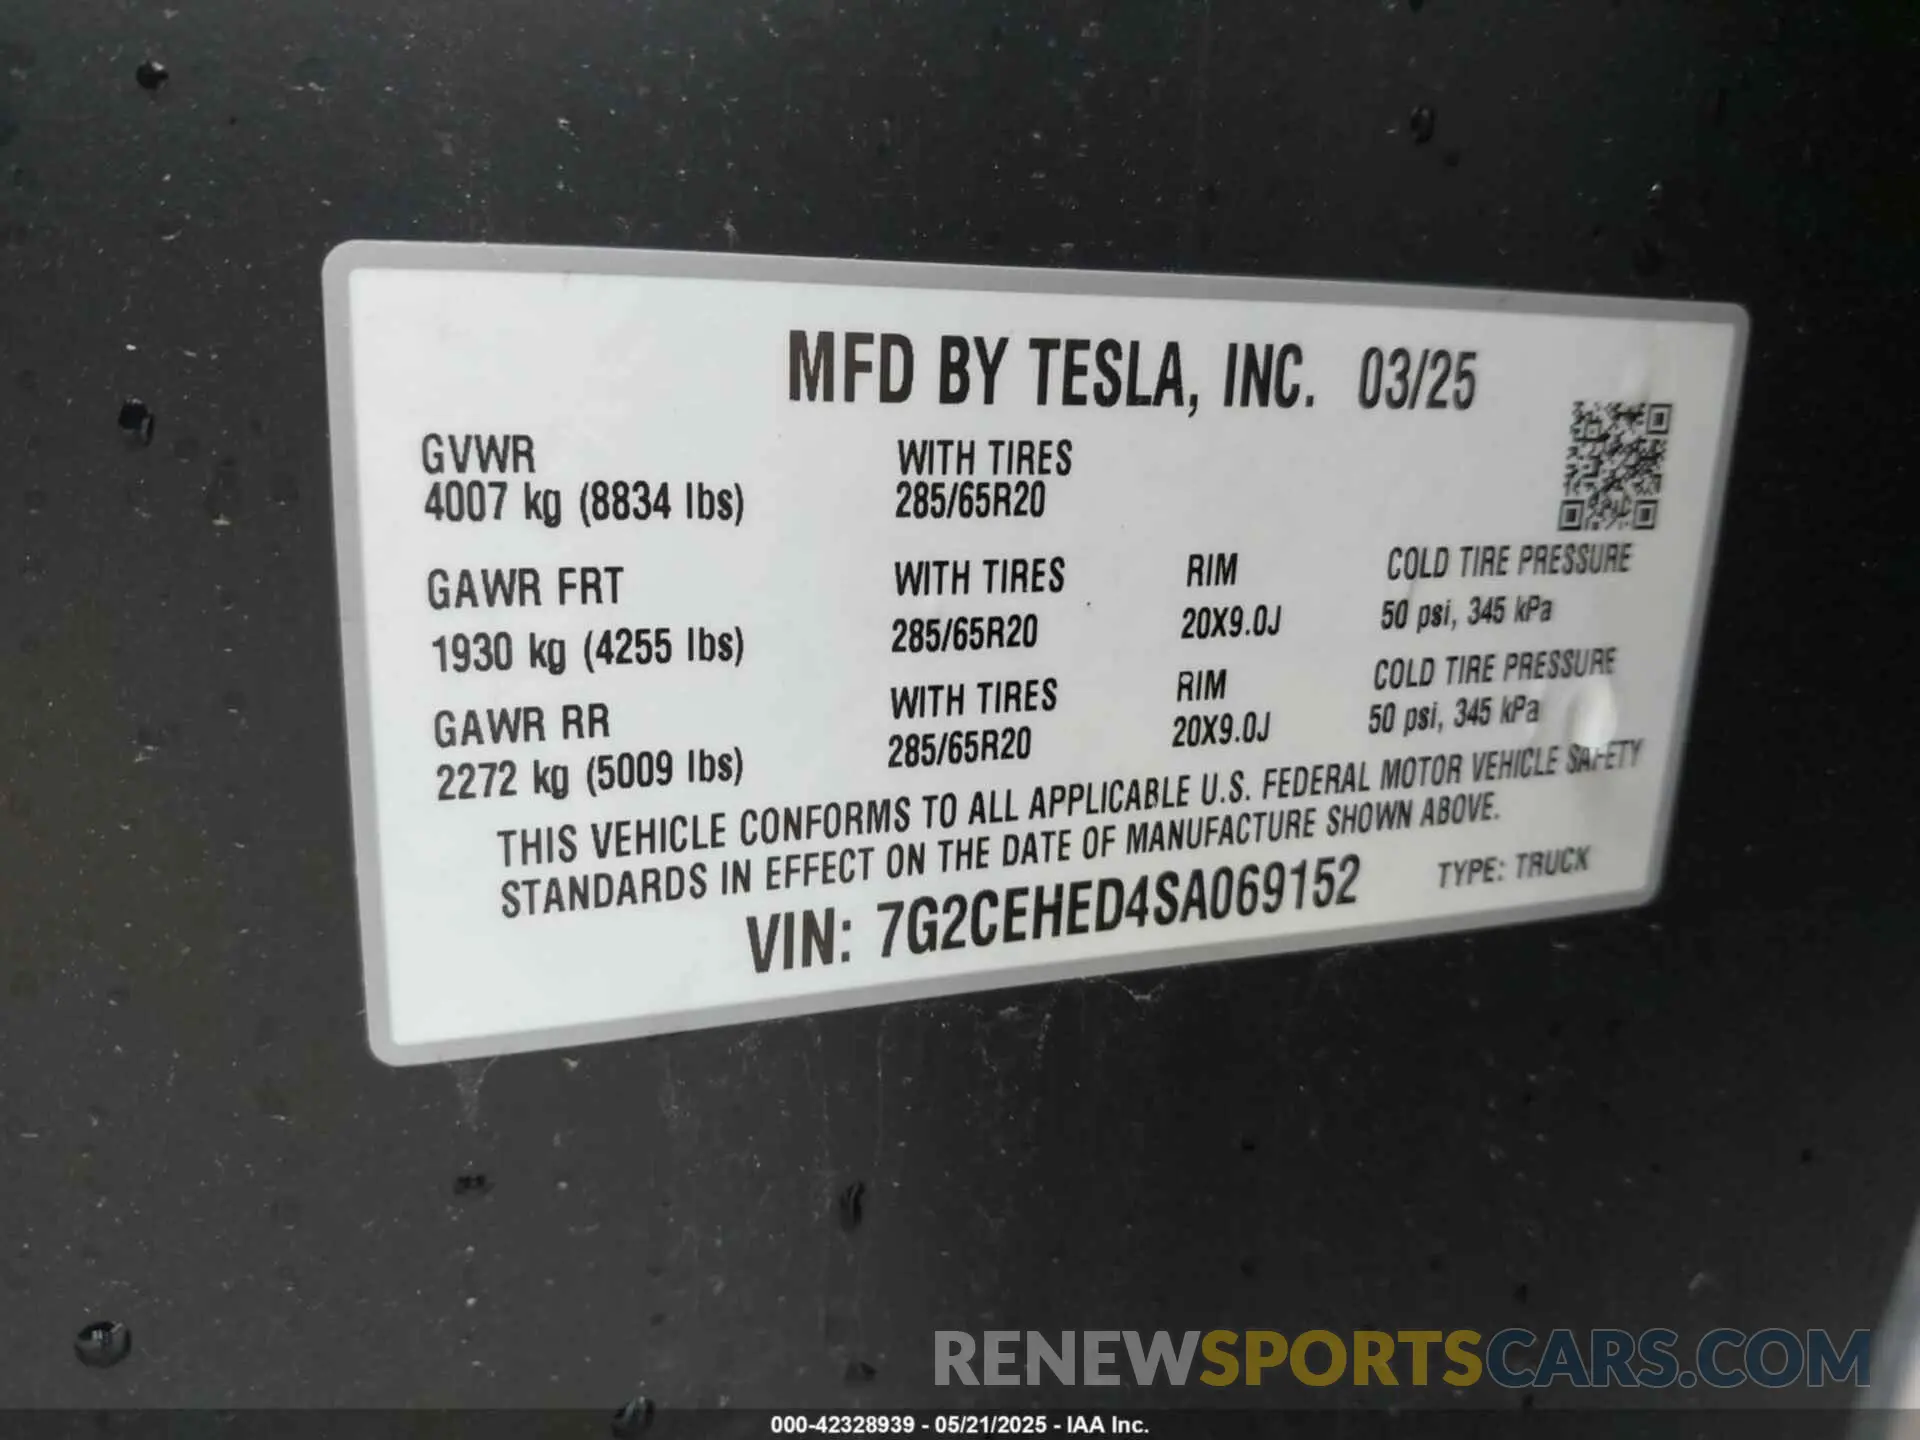 MFD BY TESLA, INC. 03/25
GVWR
4007 kg (8834 lbs)
WITH TIRES
285/65R20
GAWR FRT
1930 kg (4255 lbs)
WITH TIRES
285/65R20
RIM
20X9.0J
COLD TIRE PRESSURE
50 psi, 345 kPa
GAWR RR
2272 kg (5009 lbs)
WITH TIRES
285/65R20
RIM
20X9.0J
COLD TIRE PRESSURE
50 psi, 345 kPa
THIS VEHICLE CONFORMS TO ALL APPLICABLE U.S. FEDERAL MOTOR VEHICLE SAFETY
STANDARDS IN EFFECT ON THE DATE OF MANUFACTURE SHOWN ABOVE.
VIN: 7G2CEHED4SA069152
TYPE: TRUCK
RENEWSPORTSCARS.COM
000-42328939 - 05/21/2025 - IAA Inc.